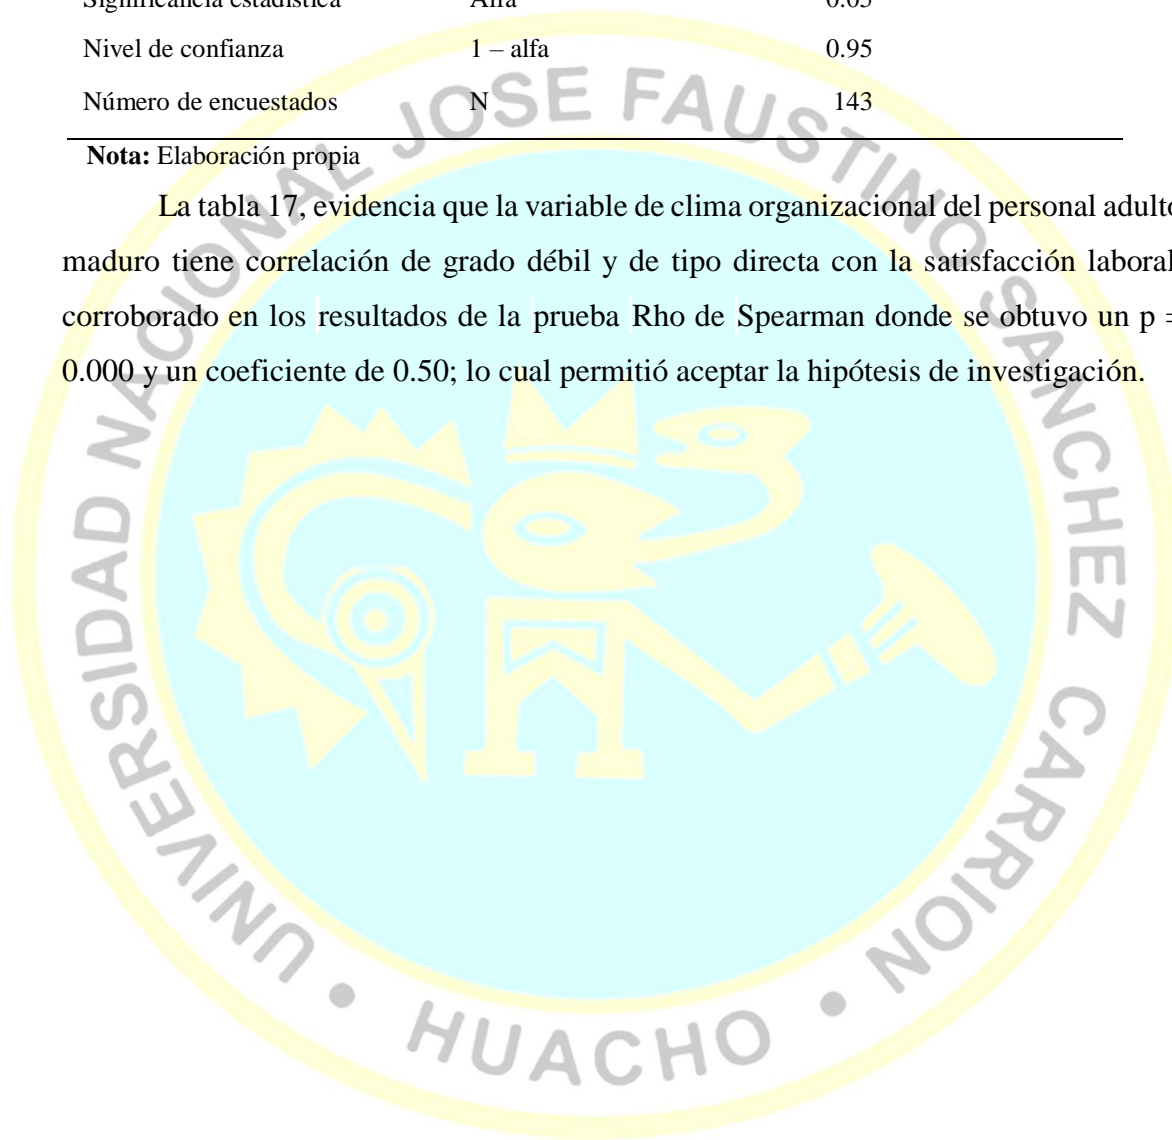 Significancia estadística Alfa 0.05
Nivel de confianza 1 – alfa 0.95
Número de encuestados N 143
Nota: Elaboración propia
La tabla 17, evidencia que la variable de clima organizacional del personal adulto
maduro tiene correlación de grado débil y de tipo directa con la satisfacción laboral
corroborado en los resultados de la prueba Rho de Spearman donde se obtuvo un p =
0.000 y un coeficiente de 0.50; lo cual permitió aceptar la hipótesis de investigación.
UNIVERSIDAD NACIONAL JOSE FAUSTINO SANCHEZ CARRION • HUACHO •